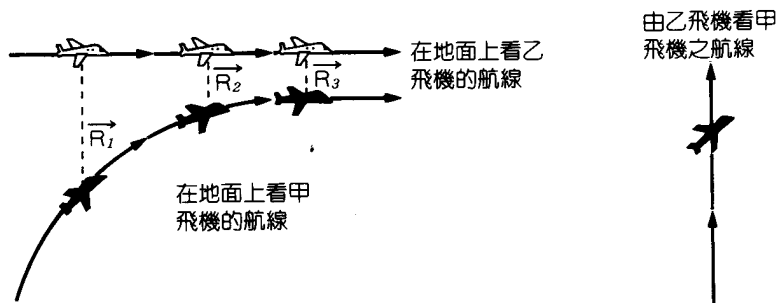 由乙飛機看甲
飛機之航線
在地面上看乙
飛機的航線
R₁
R₂
R₃
在地面上看甲
飛機的航線